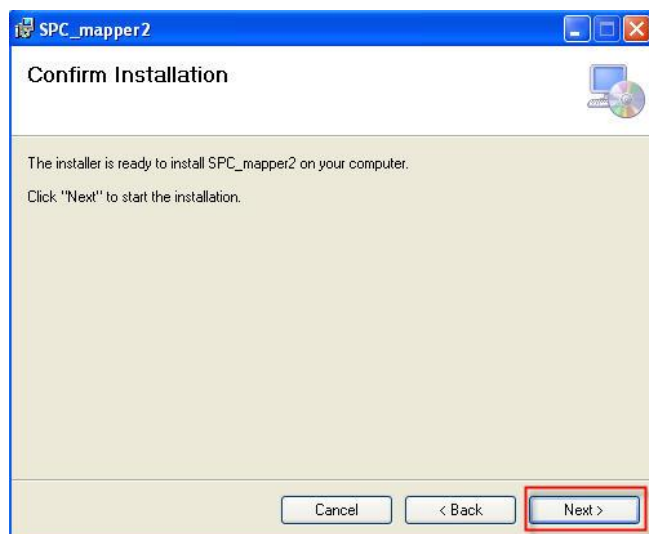 SPC_mapper2
Confirm Installation
The installer is ready to install SPC_mapper2 on your computer.
Click "Next" to start the installation.
Cancel
< Back
Next >